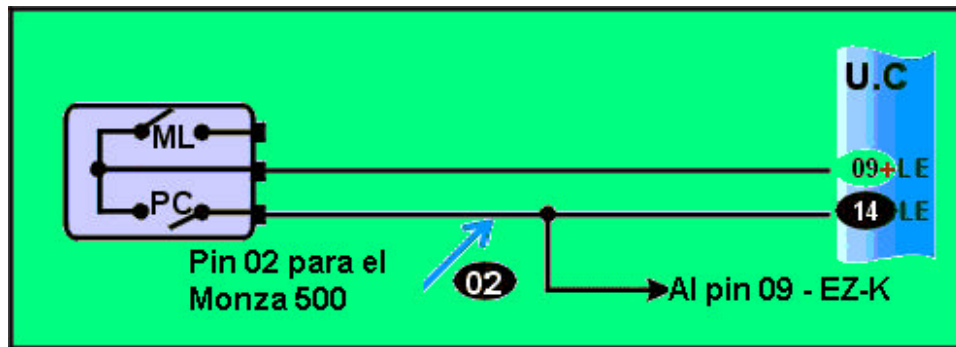 U.C
ML
09+LE
PC
14 LE
Pin 02 para el
Monza 500
02
Al pin 09 - EZ-K